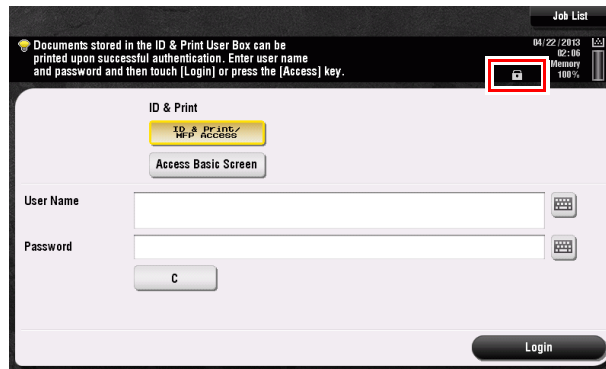 Job List
Documents stored in the ID & Print User Box can be
printed upon successful authentication. Enter user name
and password and then touch [Login] or press the [Access] key.
04/22/2013
02:06
Memory
100%
ID & Print
ID & Print/
MFP Access
Access Basic Screen
User Name
Password
C
Login